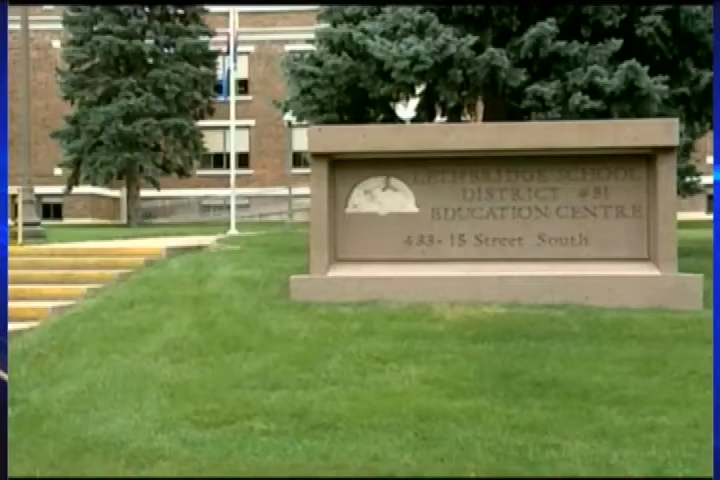 LETHBRIDGE SCHOOL
DISTRICT #51
EDUCATION CENTRE
433-15 Street South